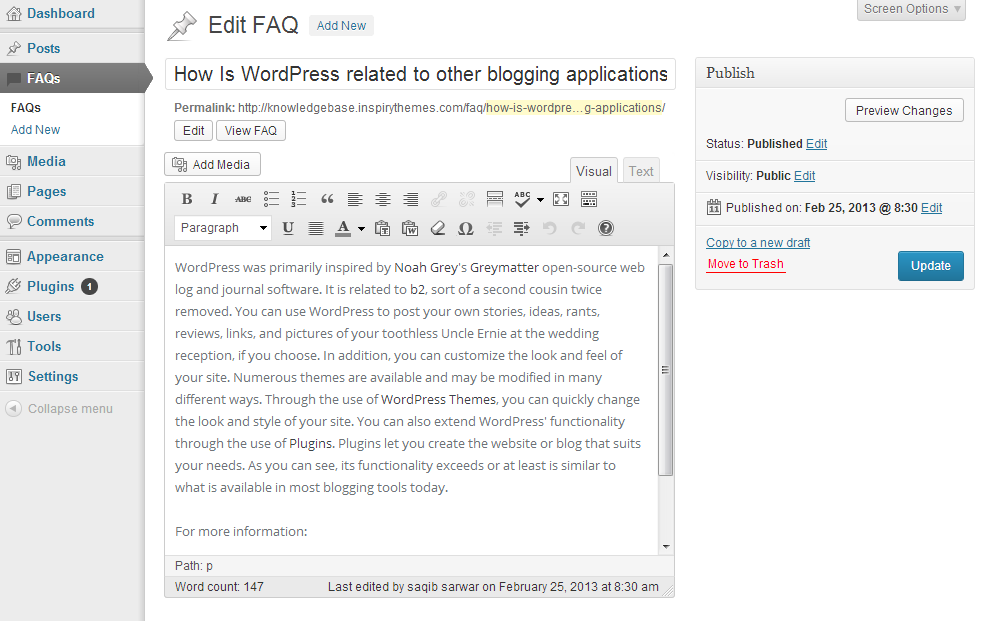 Dashboard
Posts
FAQs
FAQs
Add New
Media
Pages
Comments
Appearance
Plugins 1
Users
Tools
Settings
Collapse menu
Screen Options
Edit FAQ Add New
How Is WordPress related to other blogging applications
Permalink: http://knowledgebase.inspirythemes.com/faq/how-is-wordpre…g-applications/
Edit View FAQ
Add Media
Visual Text
B I ABC ABC
Paragraph U A
WordPress was primarily inspired by Noah Grey's Greymatter open-source web
log and journal software. It is related to b2, sort of a second cousin twice
removed. You can use WordPress to post your own stories, ideas, rants,
reviews, links, and pictures of your toothless Uncle Ernie at the wedding
reception, if you choose. In addition, you can customize the look and feel of
your site. Numerous themes are available and may be modified in many
different ways. Through the use of WordPress Themes, you can quickly change
the look and style of your site. You can also extend WordPress' functionality
through the use of Plugins. Plugins let you create the website or blog that suits
your needs. As you can see, its functionality exceeds or at least is similar to
what is available in most blogging tools today.
For more information:
Path: p
Word count: 147 Last edited by saqib sarwar on February 25, 2013 at 8:30 am
Publish
Preview Changes
Status: Published Edit
Visibility: Public Edit
Published on: Feb 25, 2013 @ 8:30 Edit
Copy to a new draft
Move to Trash
Update